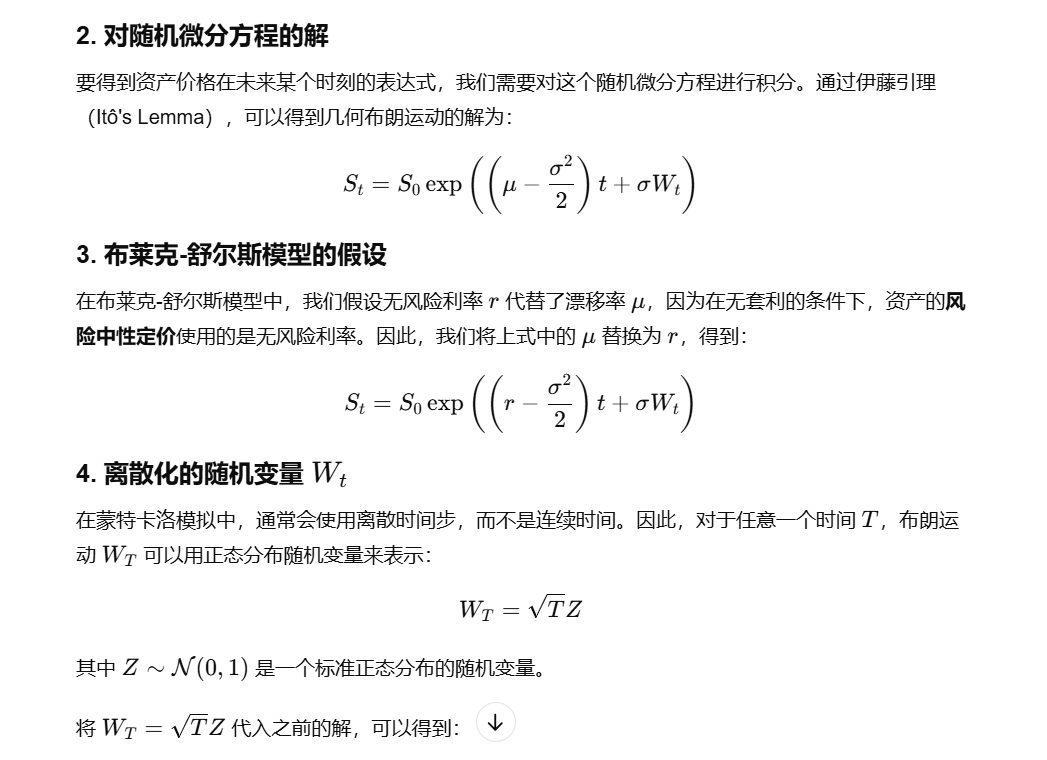 2. 对随机微分方程的解
要得到资产价格在未来某个时刻的表达式，我们需要对这个随机微分方程进行积分。通过伊藤引理
（Itô's Lemma），可以得到几何布朗运动的解为：
$S_t = S_0 \exp\left(\left(\mu - \frac{\sigma^2}{2}\right)t + \sigma W_t\right)$
3. 布莱克-舒尔斯模型的假设
在布莱克-舒尔斯模型中，我们假设无风险利率 $r$ 代替了漂移率 $\mu$，因为在无套利的条件下，资产的风
险中性定价使用的是无风险利率。因此，我们将上式中的 $\mu$ 替换为 $r$，得到：
$S_t = S_0 \exp\left(\left(r - \frac{\sigma^2}{2}\right)t + \sigma W_t\right)$
4. 离散化的随机变量 $W_t$
在蒙特卡洛模拟中，通常会使用离散时间步，而不是连续时间。因此，对于任意一个时间 $T$，布朗运
动 $W_T$ 可以用正态分布随机变量来表示：
$W_T = \sqrt{T}Z$
其中 $Z \sim \mathcal{N}(0, 1)$ 是一个标准正态分布的随机变量。
将 $W_T = \sqrt{T}Z$ 代入之前的解，可以得到：